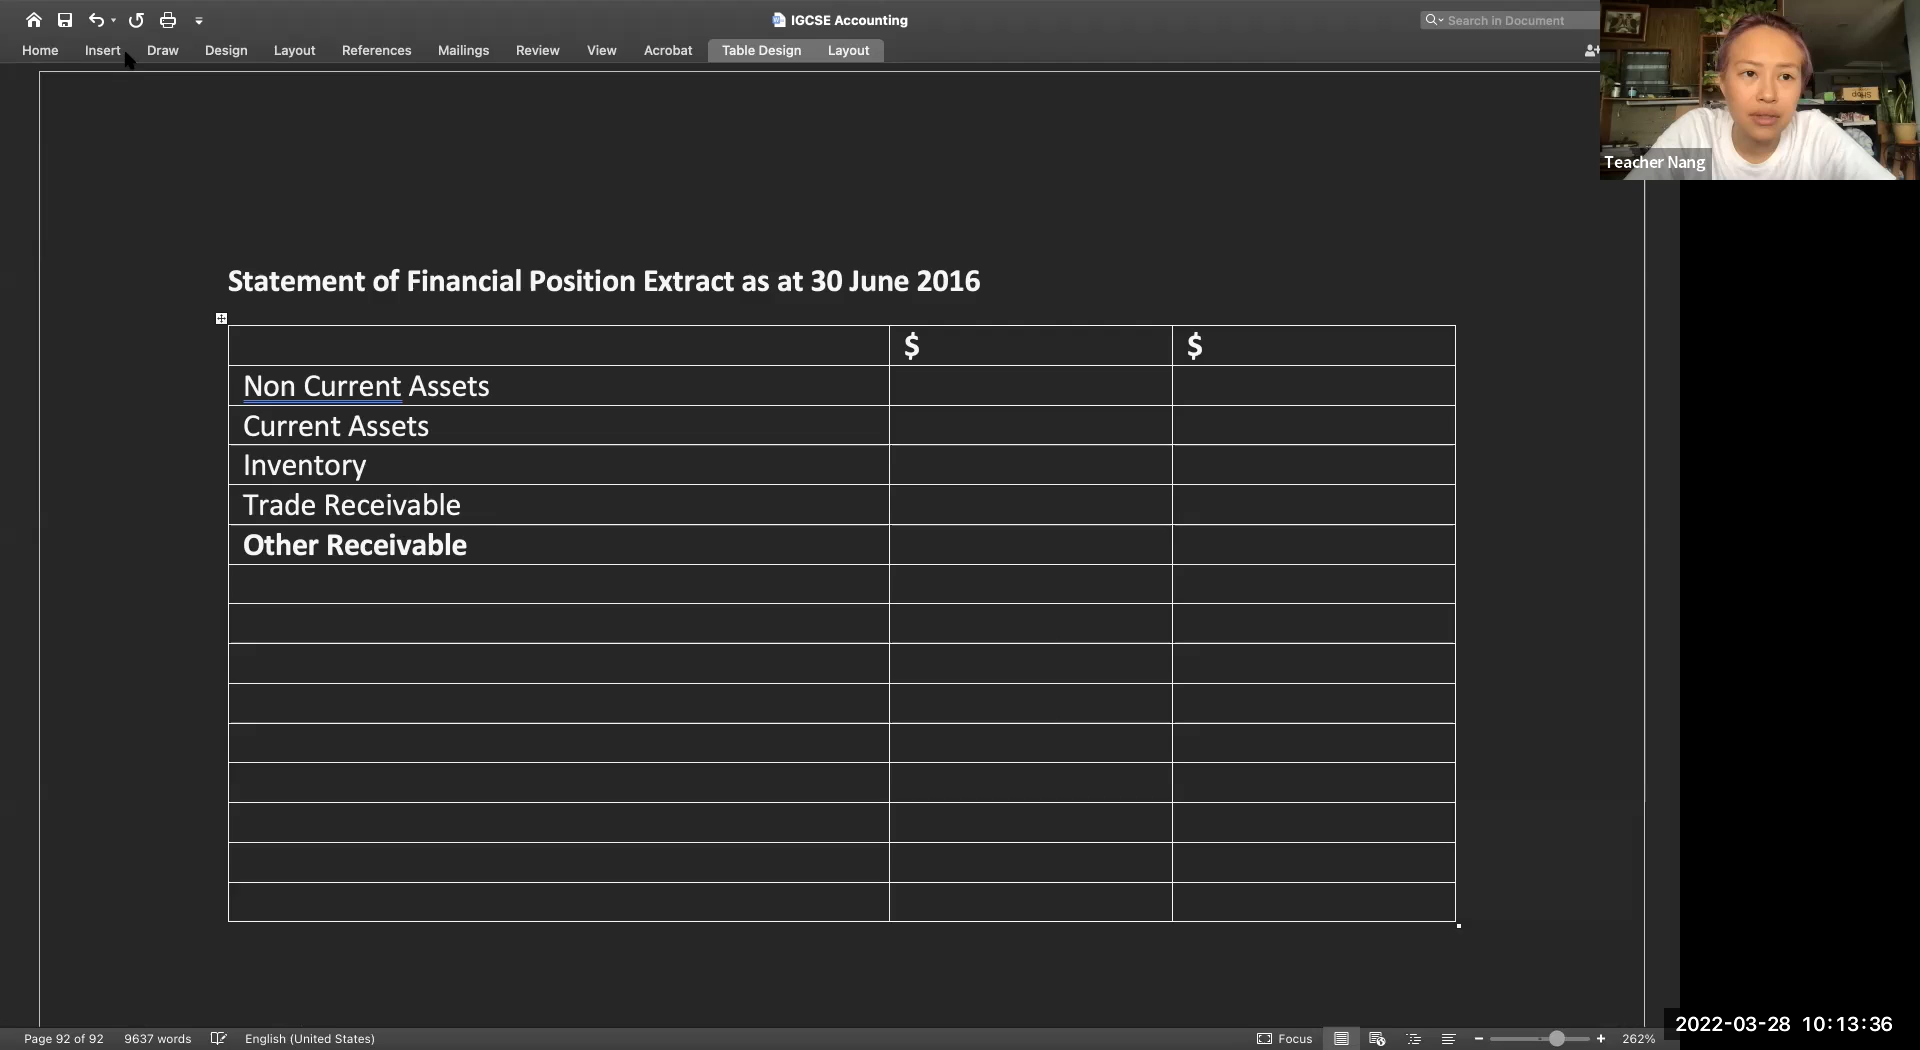 IGCSE Accounting
Search in Document
Home Insert Draw Design Layout References Mailings Review View Acrobat Table Design Layout
Teacher Nang
Statement of Financial Position Extract as at 30 June 2016
$ $
Non Current Assets
Current Assets
Inventory
Trade Receivable
Other Receivable
Page 92 of 92 9637 words English (United States) Focus 262%
2022-03-28 10:13:36